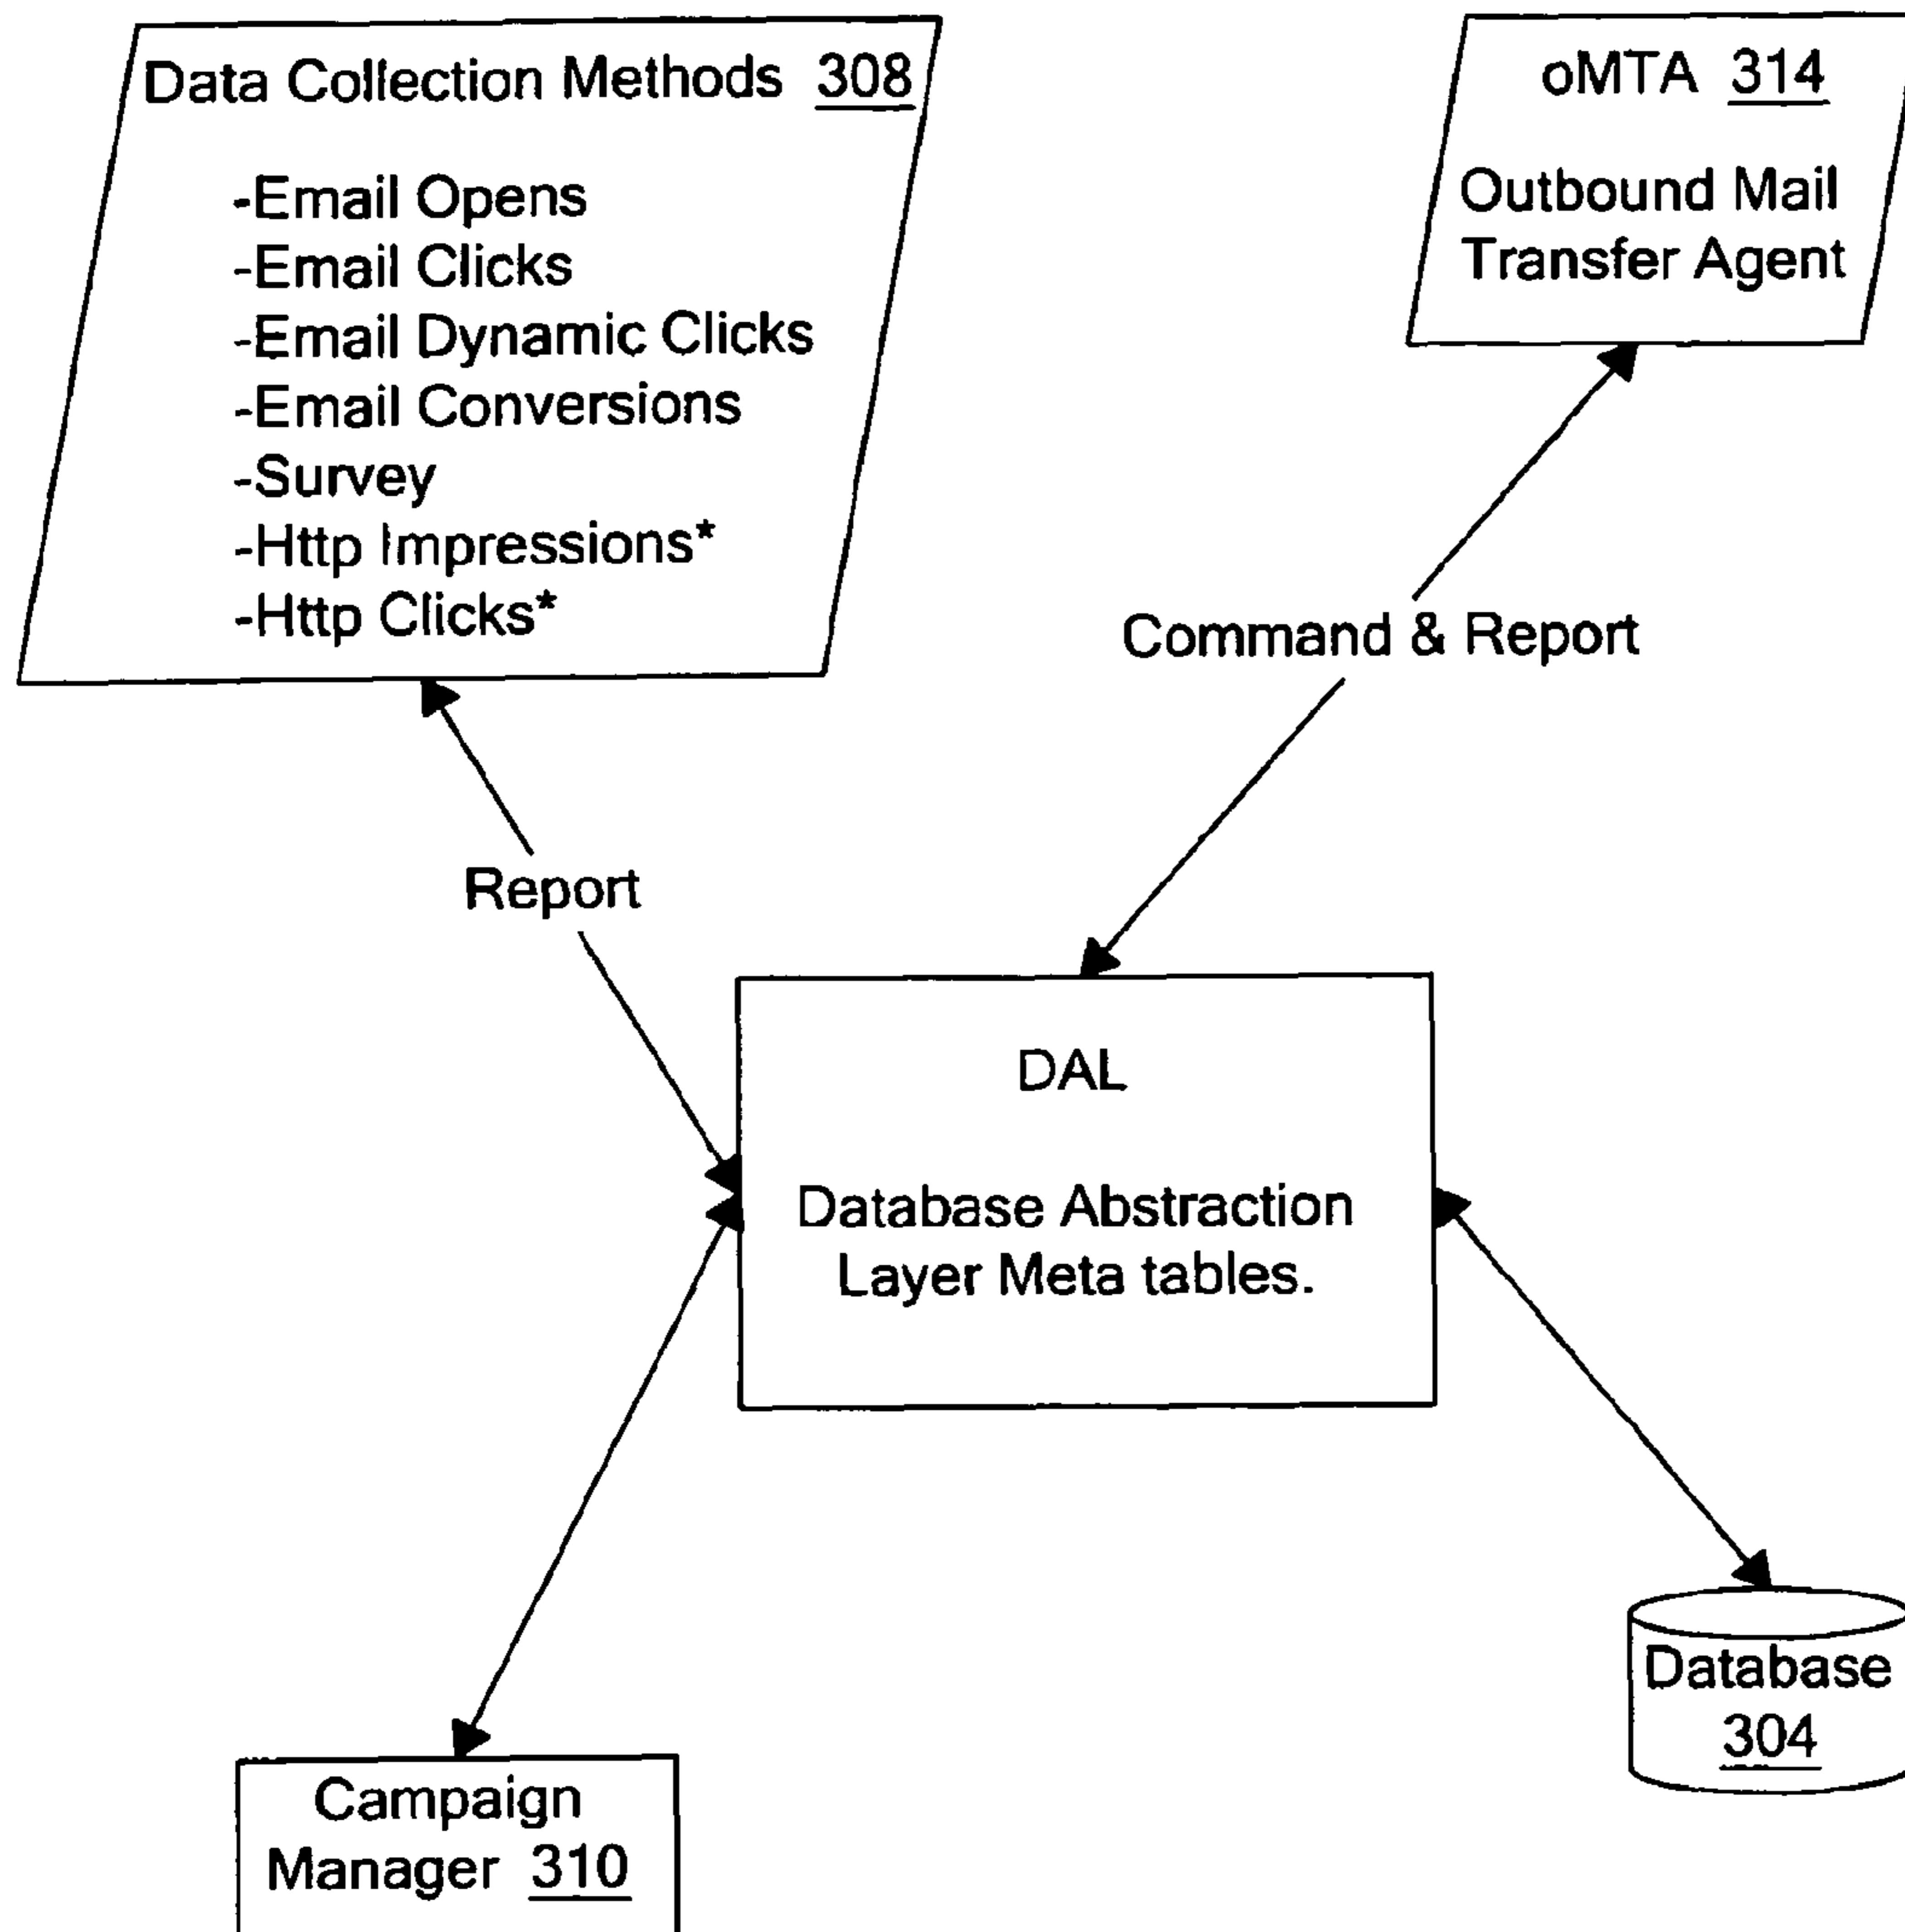 Data Collection Methods 308
-Email Opens
-Email Clicks
-Email Dynamic Clicks
-Email Conversions
-Survey
-Http Impressions*
-Http Clicks*
oMTA 314
Outbound Mail
Transfer Agent
Command & Report
Report
DAL
Database Abstraction
Layer Meta tables.
Database
304
Campaign
Manager 310